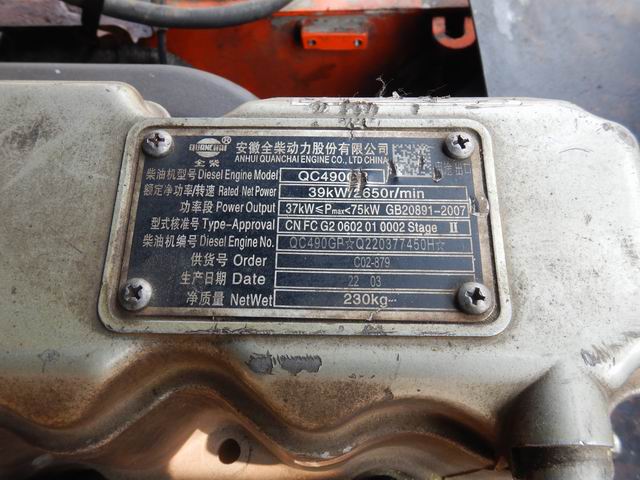 QUANCHAI ®
全柴
安徽全柴动力股份有限公司
ANHUI QUANCHAI ENGINE CO., LTD CHINA
柴油机型号 Diesel Engine Model QC490GP
额定净功率/转速 Rated Net Power 39kW/2650r/min
功率段 Power Output 37kW≤Pmax<75kW GB20891-2007
型式核准号 Type-Approval CN FC G2 0602 01 0002 Stage Ⅱ
柴油机编号 Diesel Engine No. QC490GP☆Q220377450H☆
供货号 Order C02-879
生产日期 Date 22 03
净质量 NetWet 230kg